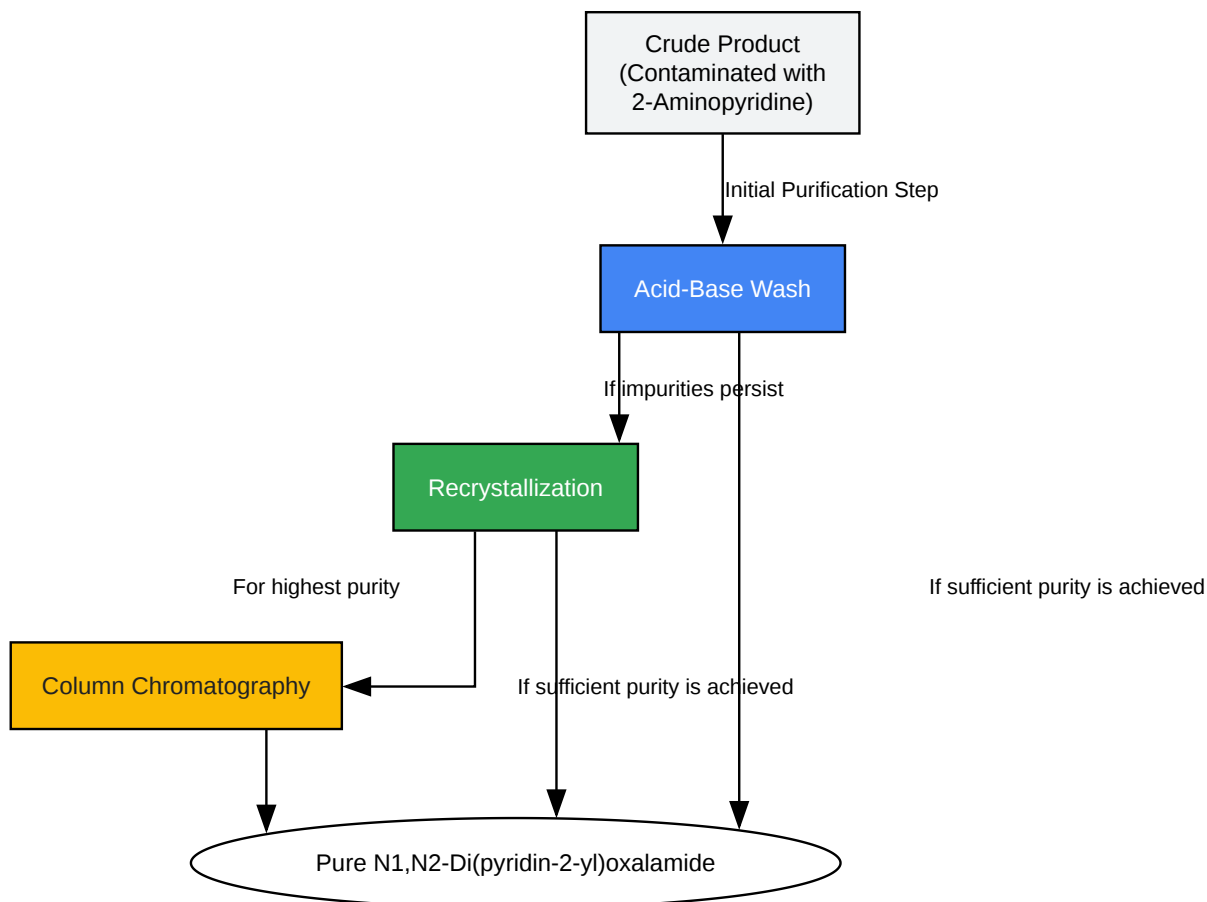 Crude Product
(Contaminated with
2-Aminopyridine)
Initial Purification Step
Acid-Base Wash
If impurities persist
Recrystallization
For highest purity
If sufficient purity is achieved
Column Chromatography
If sufficient purity is achieved
Pure N1,N2-Di(pyridin-2-yl)oxalamide